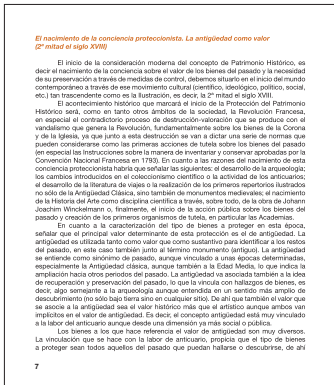 El nacimiento de la conciencia proteccionista. La antigüedad como valor
(2ª mitad el siglo XVIII)
El inicio de la consideración moderna del concepto de Patrimonio Histórico, es
decir el nacimiento de la conciencia sobre el valor de los bienes del pasado y la necesidad
de su preservación a través de medidas de control, debemos situarlo en el inicio del mundo
contemporáneo a través de ese movimiento cultural (científico, ideológico, político, social,
etc.) tan trascendente como es la Ilustración, es decir, la 2ª mitad el siglo XVIII.
El acontecimiento histórico que marcará el inicio de la Protección del Patrimonio
Histórico será, como en tanto otros ámbitos de la sociedad, la Revolución Francesa,
en especial el contradictorio proceso de destrucción-valoración que se produce con el
vandalismo que genera la Revolución, fundamentalmente sobre los bienes de la Corona
y de la Iglesia, ya que junto a esta destrucción se van a dictar una serie de normas que
pueden considerarse como las primeras acciones de tutela sobre los bienes del pasado
(en especial las Instrucciones sobre la manera de inventariar y conservar aprobadas por la
Convención Nacional Francesa en 1793). En cuanto a las razones del nacimiento de esta
conciencia proteccionista habría que señalar las siguientes: el desarrollo de la arqueología;
los cambios introducidos en el coleccionismo científico o la actividad de los anticuarios;
el desarrollo de la literatura de viajes o la realización de los primeros repertorios ilustrados
no sólo de la Antigüedad Clásica, sino también de monumentos medievales; el nacimiento
de la Historia del Arte como disciplina científica a través, sobre todo, de la obra de Johann
Joachim Winckelmann o, finalmente, el inicio de la acción pública sobre los bienes del
pasado y creación de los primeros organismos de tutela, en particular las Academias.
En cuanto a la caracterización del tipo de bienes a proteger en esta época,
señalar que el principal valor determinante de esta protección es el de antigüedad. La
antigüedad es utilizada tanto como valor que como sustantivo para identificar a los restos
del pasado, en este caso también junto al término monumento (antiguo). La antigüedad
se entiende como sinónimo de pasado, aunque vinculado a unas épocas determinadas,
especialmente la Antigüedad clásica, aunque también a la Edad Media, lo que indica la
ampliación hacia otros periodos del pasado. La antigüedad va asociada también a la idea
de recuperación y preservación del pasado, lo que la vincula con hallazgos de bienes, es
decir, algo semejante a la arqueología aunque entendida en un sentido más amplio de
descubrimiento (no sólo bajo tierra sino en cualquier sitio). De ahí que también el valor que
se asocie a la antigüedad sea el valor histórico más que el artístico aunque ambos van
implícitos en el valor de antigüedad. Es decir, el concepto antigüedad está muy vinculado
a la labor del anticuario aunque desde una dimensión ya más social o pública.
Los bienes a los que hace referencia el valor de antigüedad son muy diversos.
La vinculación que se hace con la labor de anticuario, propicia que el tipo de bienes
a proteger sean todos aquellos del pasado que puedan hallarse o descubrirse, de ahí
7